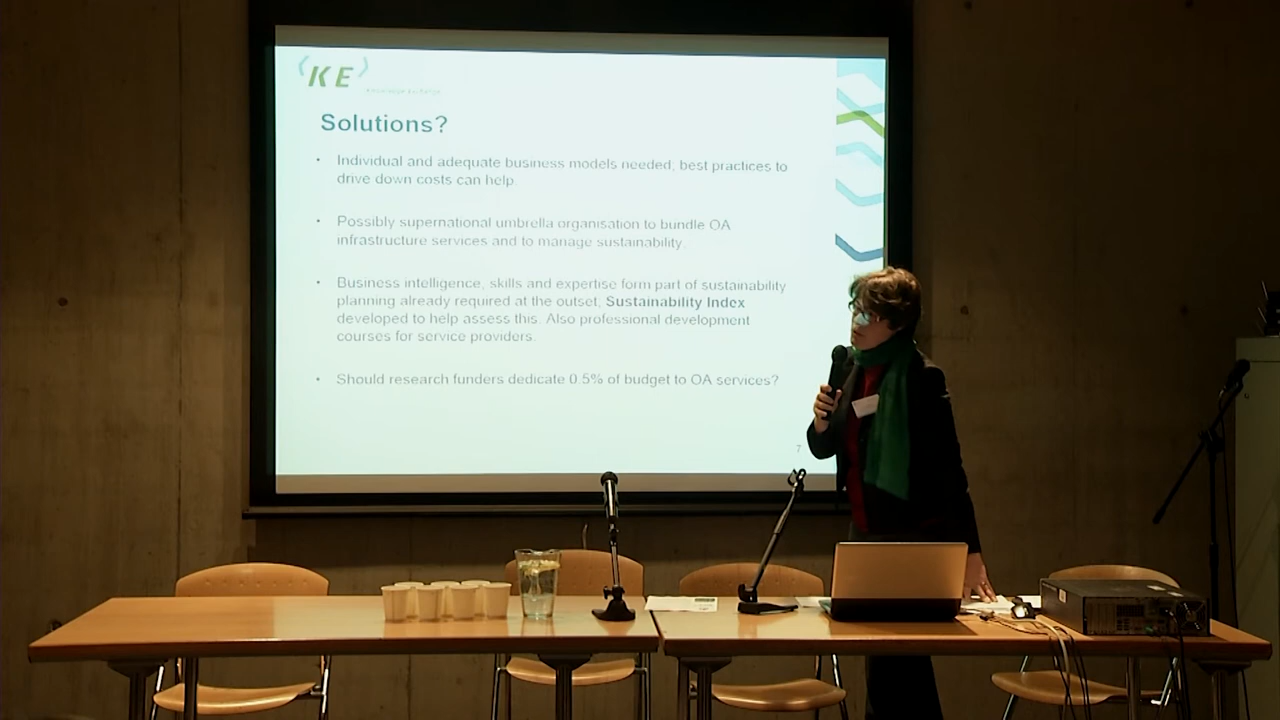 KE
Knowledge Exchange
Solutions?
• Individual and adequate business models needed; best practices to
drive down costs can help.
• Possibly supernational umbrella organisation to bundle OA
infrastructure services and to manage sustainability.
• Business intelligence, skills and expertise form part of sustainability
planning already required at the outset; Sustainability Index
developed to help assess this. Also professional development
courses for service providers.
• Should research funders dedicate 0.5% of budget to OA services?
7